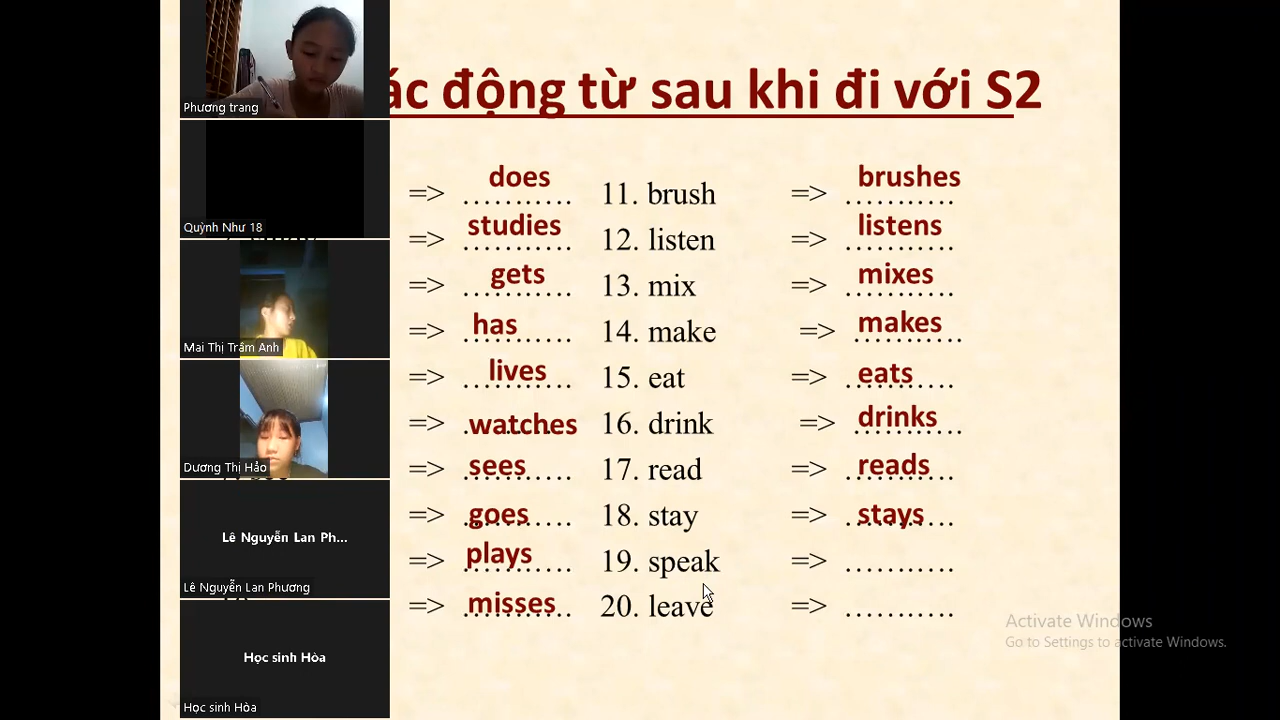 ác động từ sau khi đi với S2
=> does 11. brush => brushes
=> studies 12. listen => listens
=> gets 13. mix => mixes
=> has 14. make => makes
=> lives 15. eat => eats
=> watches 16. drink => drinks
=> sees 17. read => reads
=> goes 18. stay => stays
=> plays 19. speak => ...........
=> misses 20. leave => ...........
Phương trang
Quỳnh Như 18
Mai Thị Trâm Anh
Dương Thị Hảo
Lê Nguyễn Lan Ph...
Lê Nguyễn Lan Phương
Học sinh Hòa
Học sinh Hòa
Activate Windows
Go to Settings to activate Windows.